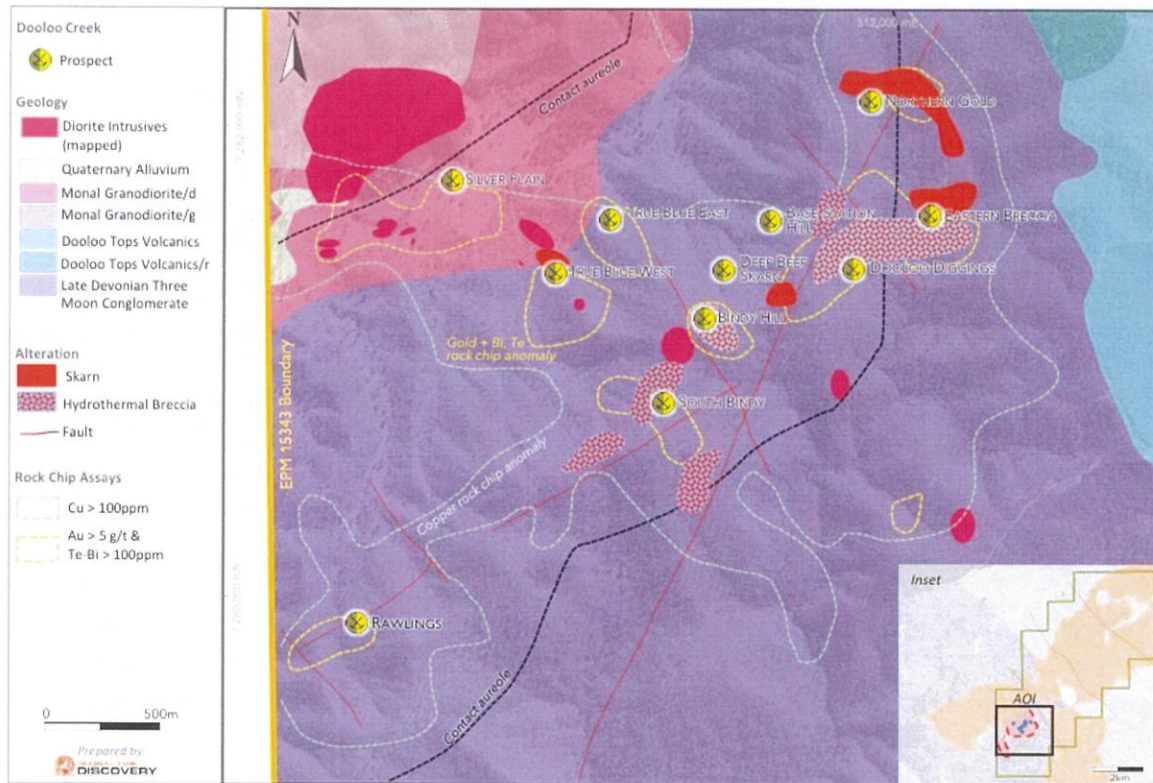 Dooloo Creek
Prospect
Geology
Diorite Intrusives
(mapped)
Quaternary Alluvium
Monal Granodiorite/d
Monal Granodiorite/g
Dooloo Tops Volcanics
Dooloo Tops Volcanics/r
Late Devonian Three
Moon Conglomerate
Alteration
Skarn
Hydrothermal Breccia
Fault
Rock Chip Assays
Cu > 100ppm
Au > 5 g/t &
Te-Bi > 100ppm
0 500m
Prepared by:
DISCOVERY
N
312,000 mE
Contact aureole
NORTHERN GOLD
SILVER PLAIN
TRUE BLUE EAST
BASE STATION
HILL
EASTERN BRECCIA
TRUE BLUE WEST
DEEP BEEP
SKARN
DOOLOO DIGGINGS
BINDY HILL
Gold + Bi, Te
rock chip anomaly
EPM 15343 Boundary
SOUTH BINDY
Copper rock chip anomaly
RAWLINGS
Contact aureole
Inset
AOI
2km